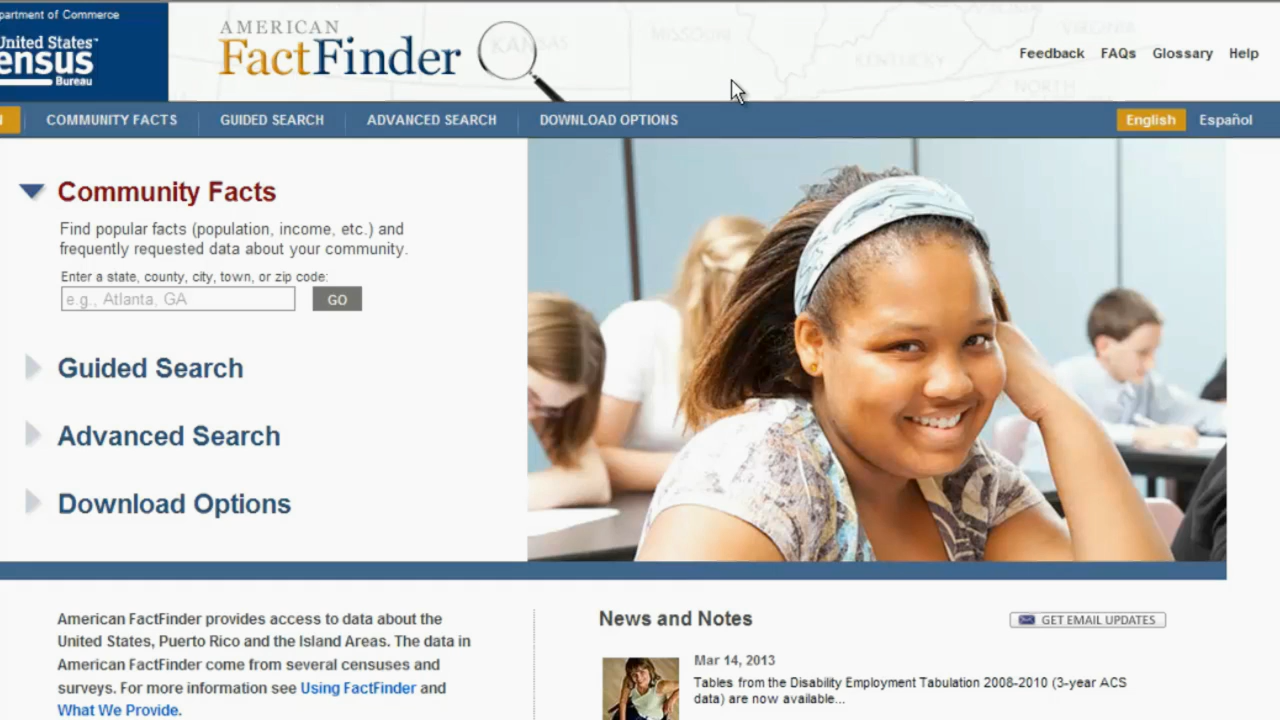 partment of Commerce
United States™
ensus
Bureau
AMERICAN
FactFinder
KANSAS
MISSOURI
KENTUCKY
VIRGINIA
NORTH
Feedback FAQs Glossary Help
N COMMUNITY FACTS GUIDED SEARCH ADVANCED SEARCH DOWNLOAD OPTIONS English Español
Community Facts
Find popular facts (population, income, etc.) and
frequently requested data about your community.
Enter a state, county, city, town, or zip code:
e.g., Atlanta, GA GO
Guided Search
Advanced Search
Download Options
American FactFinder provides access to data about the
United States, Puerto Rico and the Island Areas. The data in
American FactFinder come from several censuses and
surveys. For more information see Using FactFinder and
What We Provide.
News and Notes GET EMAIL UPDATES
Mar 14, 2013
Tables from the Disability Employment Tabulation 2008-2010 (3-year ACS
data) are now available...